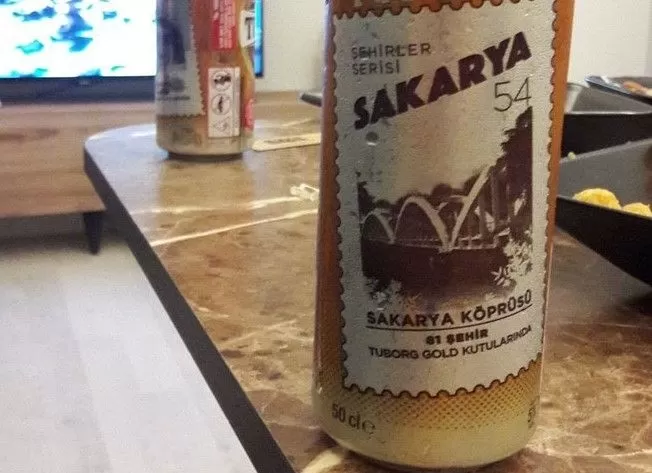 ŞEHİRLER
SERİSİ
SAKARYA
54
SAKARYA KÖPRÜSÜ
81 ŞEHİR
TUBORG GOLD KUTULARINDA
50 cl e